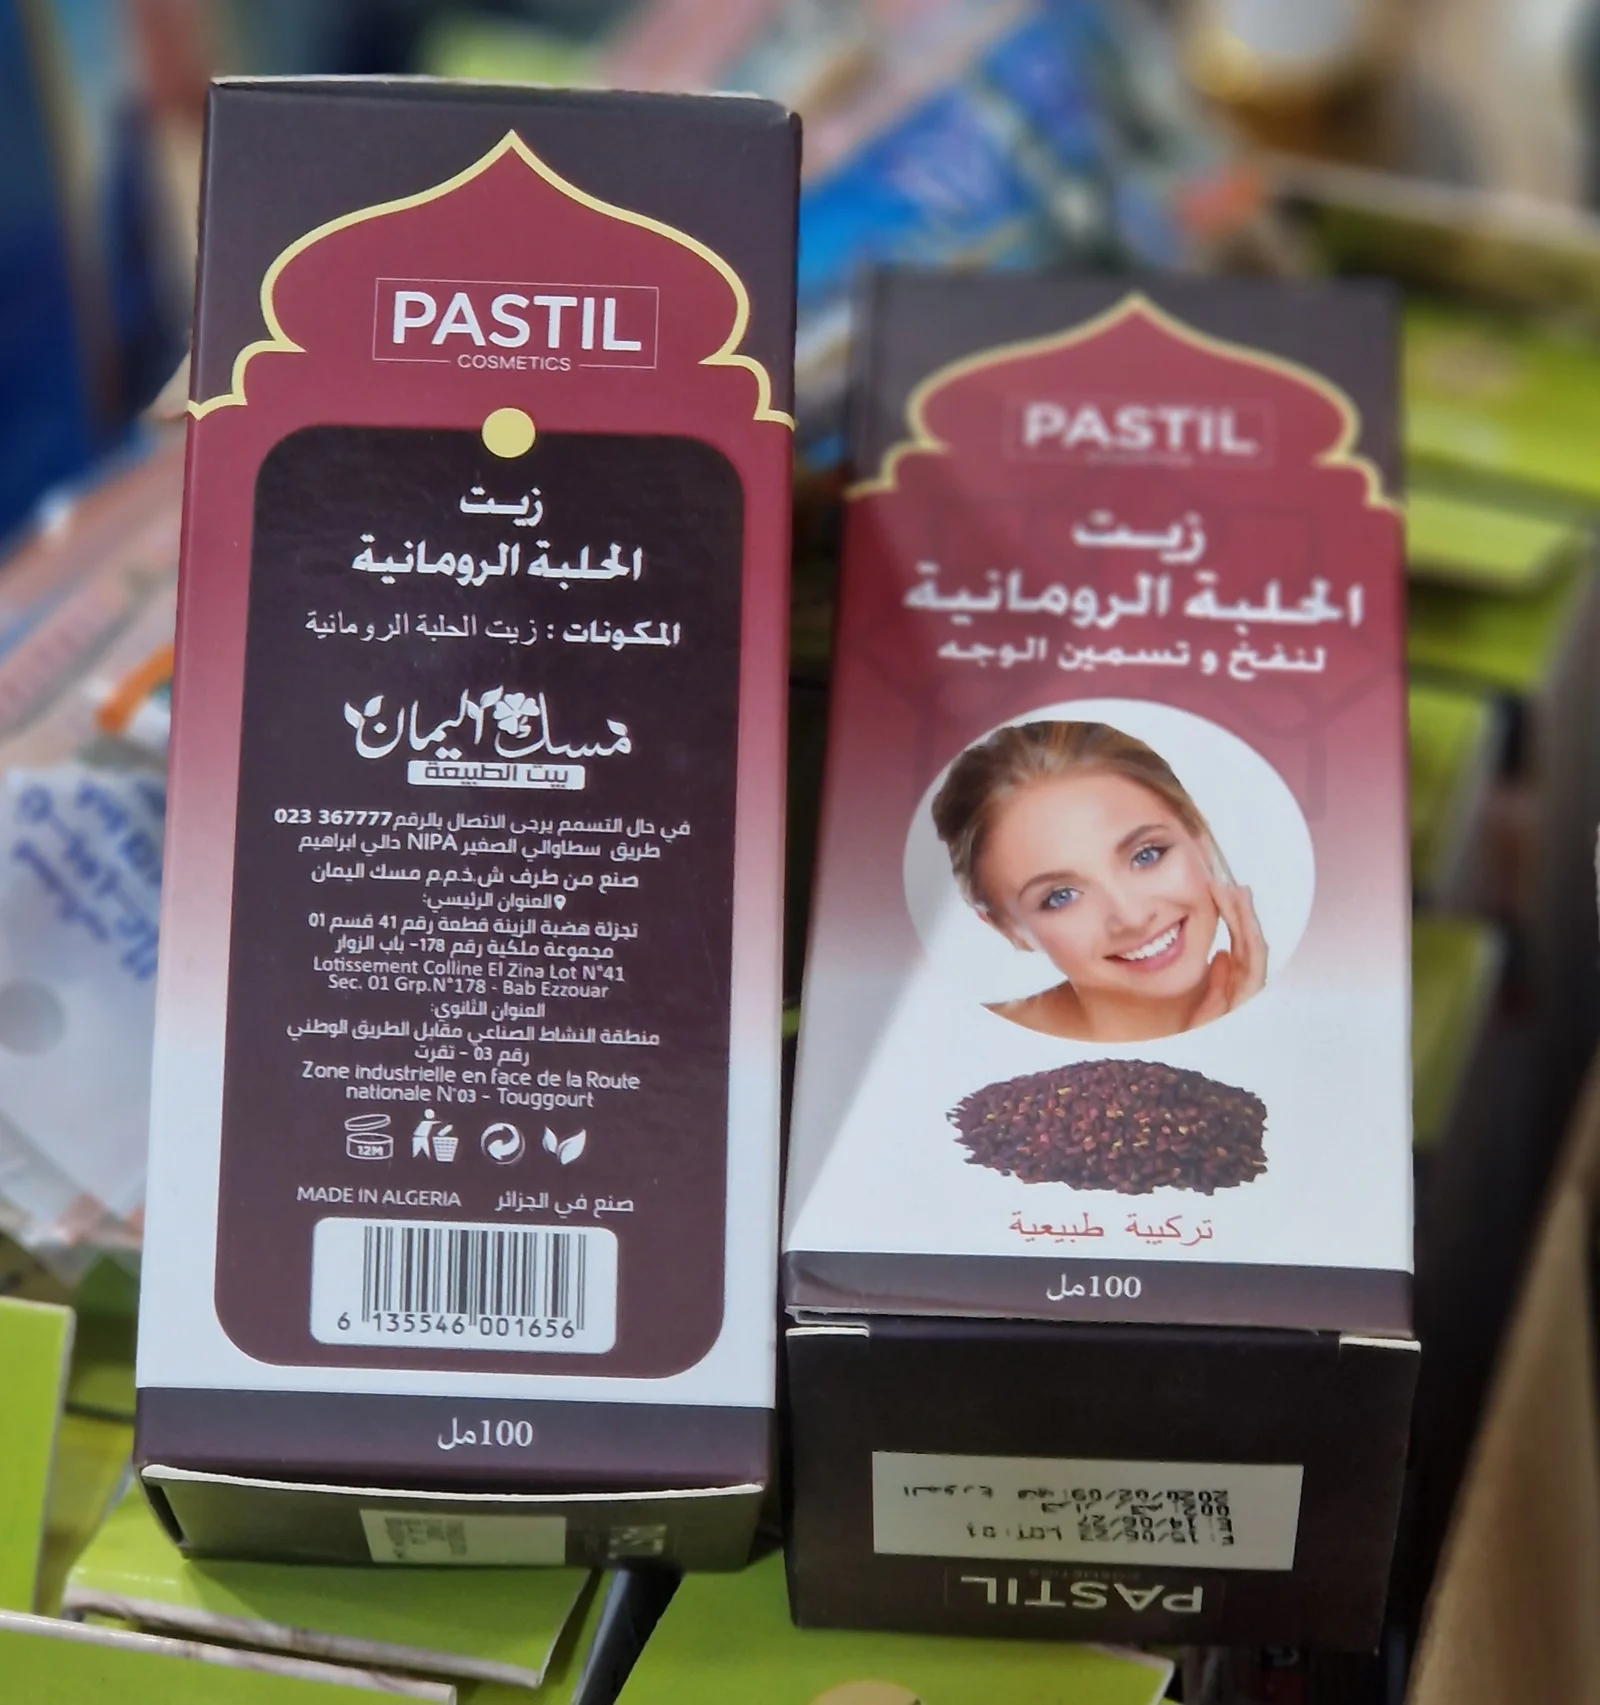 PASTIL
COSMETICS
زيت
الحلبة الرومانية
المكونات : زيت الحلبة الرومانية
مسك اليمان
بيت الطبيعة
في حال التسمم يرجى الاتصال بالرقم 023 367777
طريق سطاوالي الصغير NIPA دالي ابراهيم
صنع من طرف ش.ذ.م.م مسك اليمان
العنوان الرئيسي:
تجزئة هضبة الزينة قطعة رقم 41 قسم 01
مجموعة ملكية رقم 178- باب الزوار
Lotissement Colline El Zina Lot N°41
Sec. 01 Grp.N°178 - Bab Ezzouar
العنوان الثانوي:
منطقة النشاط الصناعي مقابل الطريق الوطني
رقم 03 - تقرت
Zone industrielle en face de la Route
nationale N°03 - Touggourt
12M
MADE IN ALGERIA صنع في الجزائر
6 135546 001656
100مل
PASTIL
زيت
الحلبة الرومانية
لنفخ و تسمين الوجه
تركيبة طبيعية
100مل
PASTIL
COSMETICS